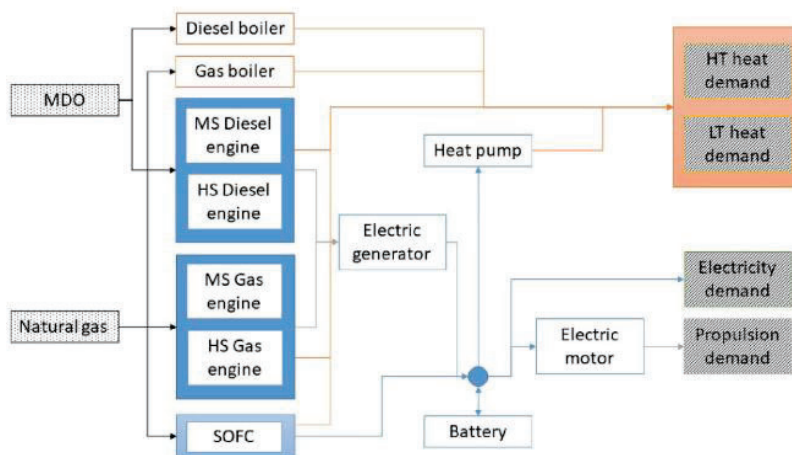 Diesel boiler
Gas boiler
MDO
MS Diesel
engine
HS Diesel
engine
Natural gas
MS Gas
engine
HS Gas
engine
SOFC
Electric
generator
Heat pump
Battery
Electric
motor
HT heat
demand
LT heat
demand
Electricity
demand
Propulsion
demand